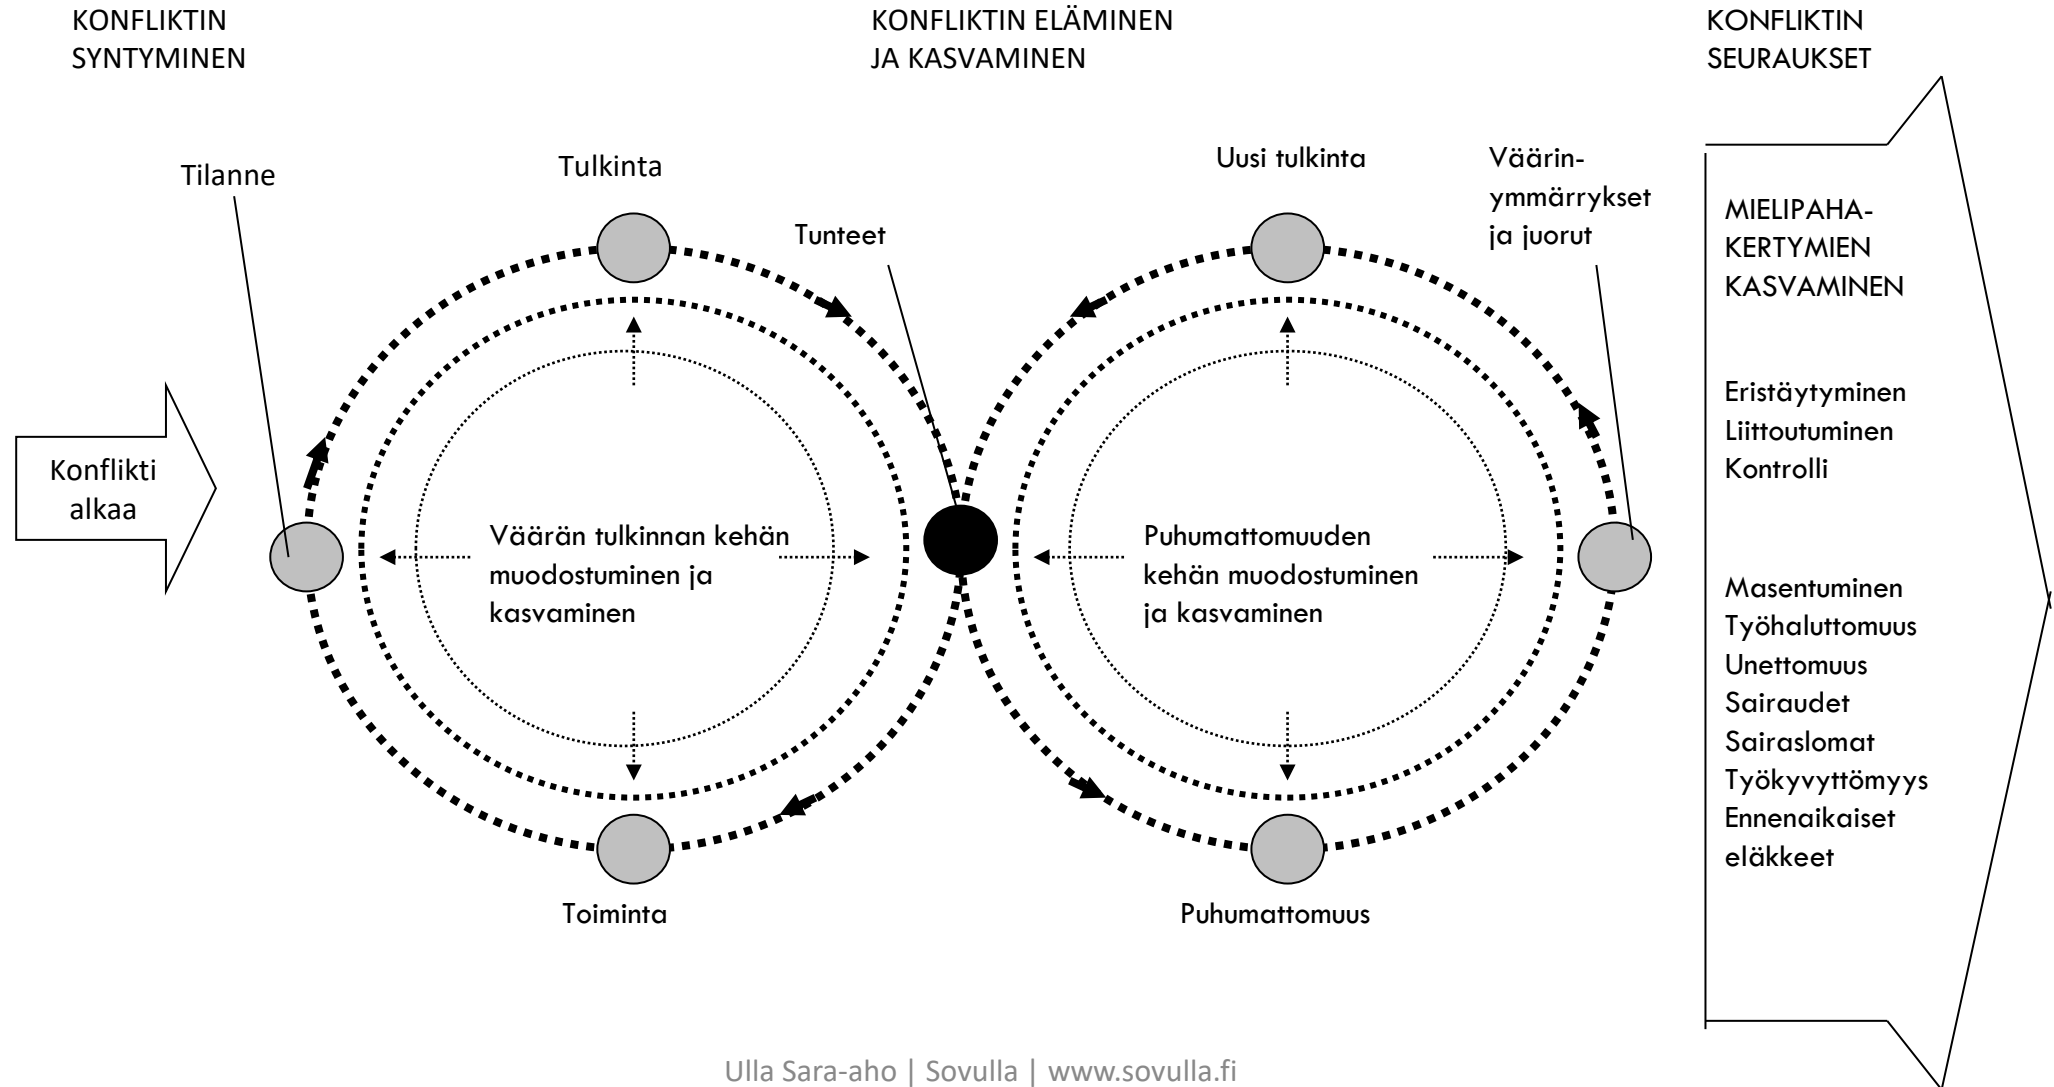 KONFLIKTIN
SYNTYMINEN
KONFLIKTIN ELÄMINEN
JA KASVAMINEN
KONFLIKTIN
SEURAUKSET
Tilanne
Tulkinta
Tunteet
Uusi tulkinta
Väärin-
ymmärrykset
ja juorut
Konflikti
alkaa
Väärän tulkinnan kehän
muodostuminen ja
kasvaminen
Puhumattomuuden
kehän muodostuminen
ja kasvaminen
Toiminta
Puhumattomuus
MIELIPAHA-
KERTYMIEN
KASVAMINEN
Eristäytyminen
Liittoutuminen
Kontrolli
Masentuminen
Työhaluttomuus
Unettomuus
Sairaudet
Sairaslomat
Työkyvyttömyys
Ennenaikaiset
eläkkeet
Ulla Sara-aho | Sovulla | www.sovulla.fi